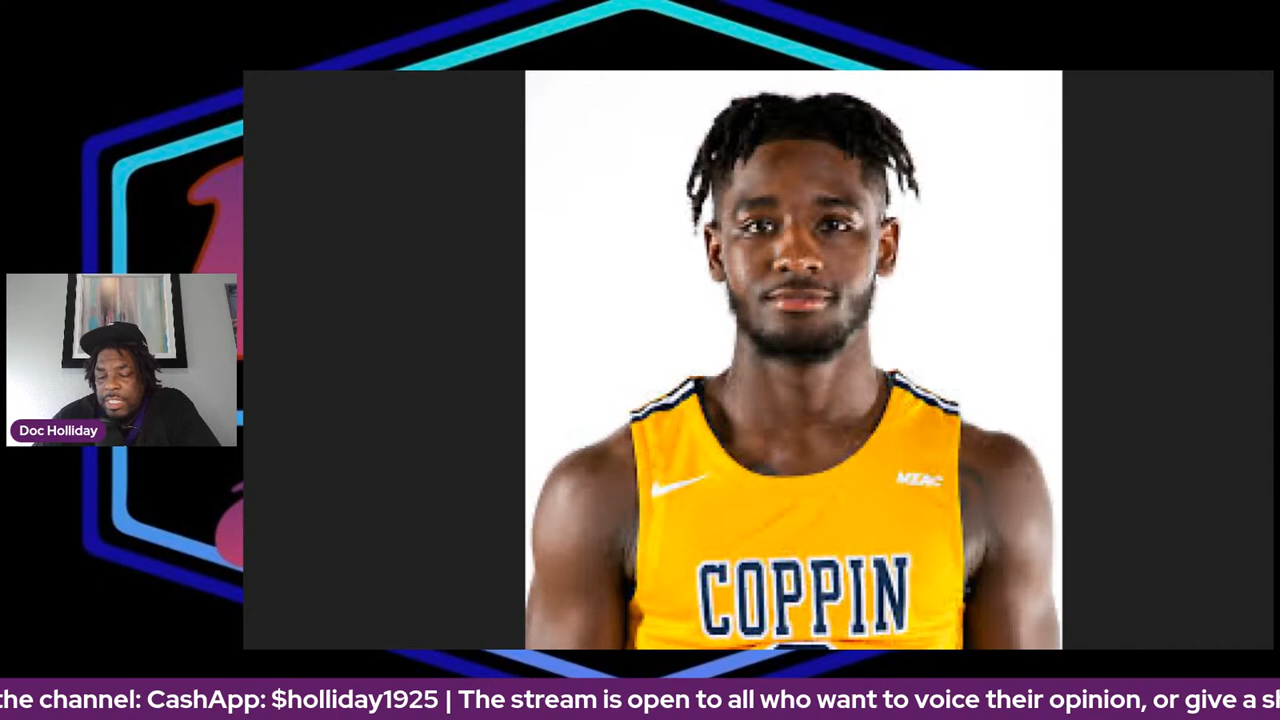 MEAC
COPPIN
Doc Holliday
the channel: CashApp: $holliday1925 | The stream is open to all who want to voice their opinion, or give a